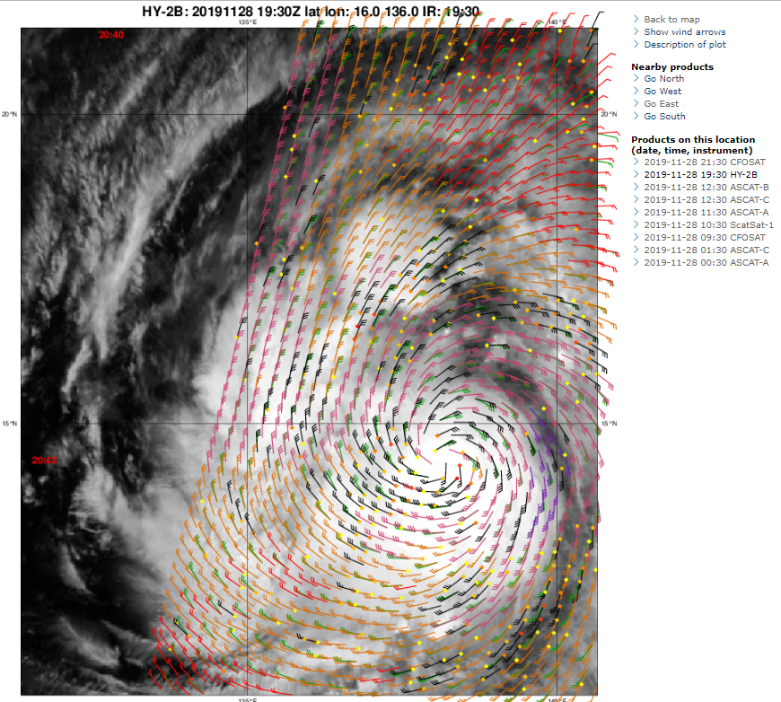 HY-2B: 20191128 19:30Z lat lon: 16.0 136.0 IR: 19:30
135°E
140°E
20:40
20°N
15°N
15°N
20:42
135°E
140°E
Back to map
Show wind arrows
Description of plot
Nearby products
Go North
Go West
Go East
Go South
Products on this location
(date, time, instrument)
2019-11-28 21:30 CFOSAT
2019-11-28 19:30 HY-2B
2019-11-28 12:30 ASCAT-B
2019-11-28 12:30 ASCAT-C
2019-11-28 11:30 ASCAT-A
2019-11-28 10:30 ScatSat-1
2019-11-28 09:30 CFOSAT
2019-11-28 01:30 ASCAT-C
2019-11-28 00:30 ASCAT-A